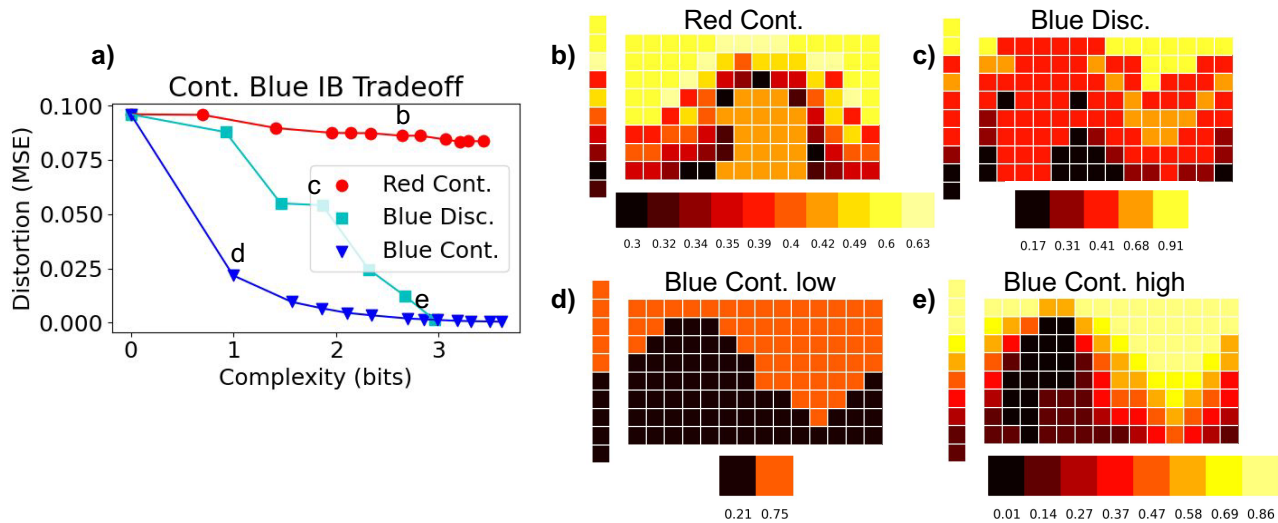 a)
Cont. Blue IB Tradeoff
Distortion (MSE)
0.100
0.075
0.050
0.025
0.000
b
c
d
e
Red Cont.
Blue Disc.
Blue Cont.
0 1 2 3
Complexity (bits)
b)
Red Cont.
0.3 0.32 0.34 0.35 0.39 0.4 0.42 0.49 0.6 0.63
c)
Blue Disc.
0.17 0.31 0.41 0.68 0.91
d)
Blue Cont. low
0.21 0.75
e)
Blue Cont. high
0.01 0.14 0.27 0.37 0.47 0.58 0.69 0.86